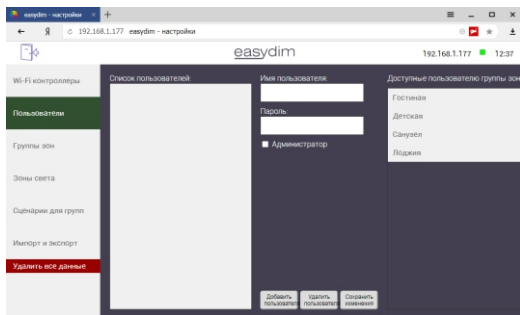 easydim - настройки
192.168.1.177 easydim - настройки
easydim
192.168.1.177 12:37
Wi-Fi контроллеры
Пользователи
Группы зон
Зоны света
Сценарии для групп
Импорт и экспорт
Удалить все данные
Список пользователей:
Имя пользователя:
Пароль:
Администратор
Добавить пользователя
Удалить пользователя
Сохранить изменения
Доступные пользователю группы зон
Гостиная
Детская
Санузел
Лоджия